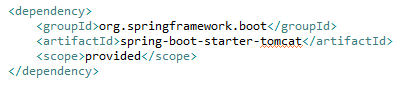 <dependency>
    <groupId>org.springframework.boot</groupId>
    <artifactId>spring-boot-starter-tomcat</artifactId>
    <scope>provided</scope>
</dependency>